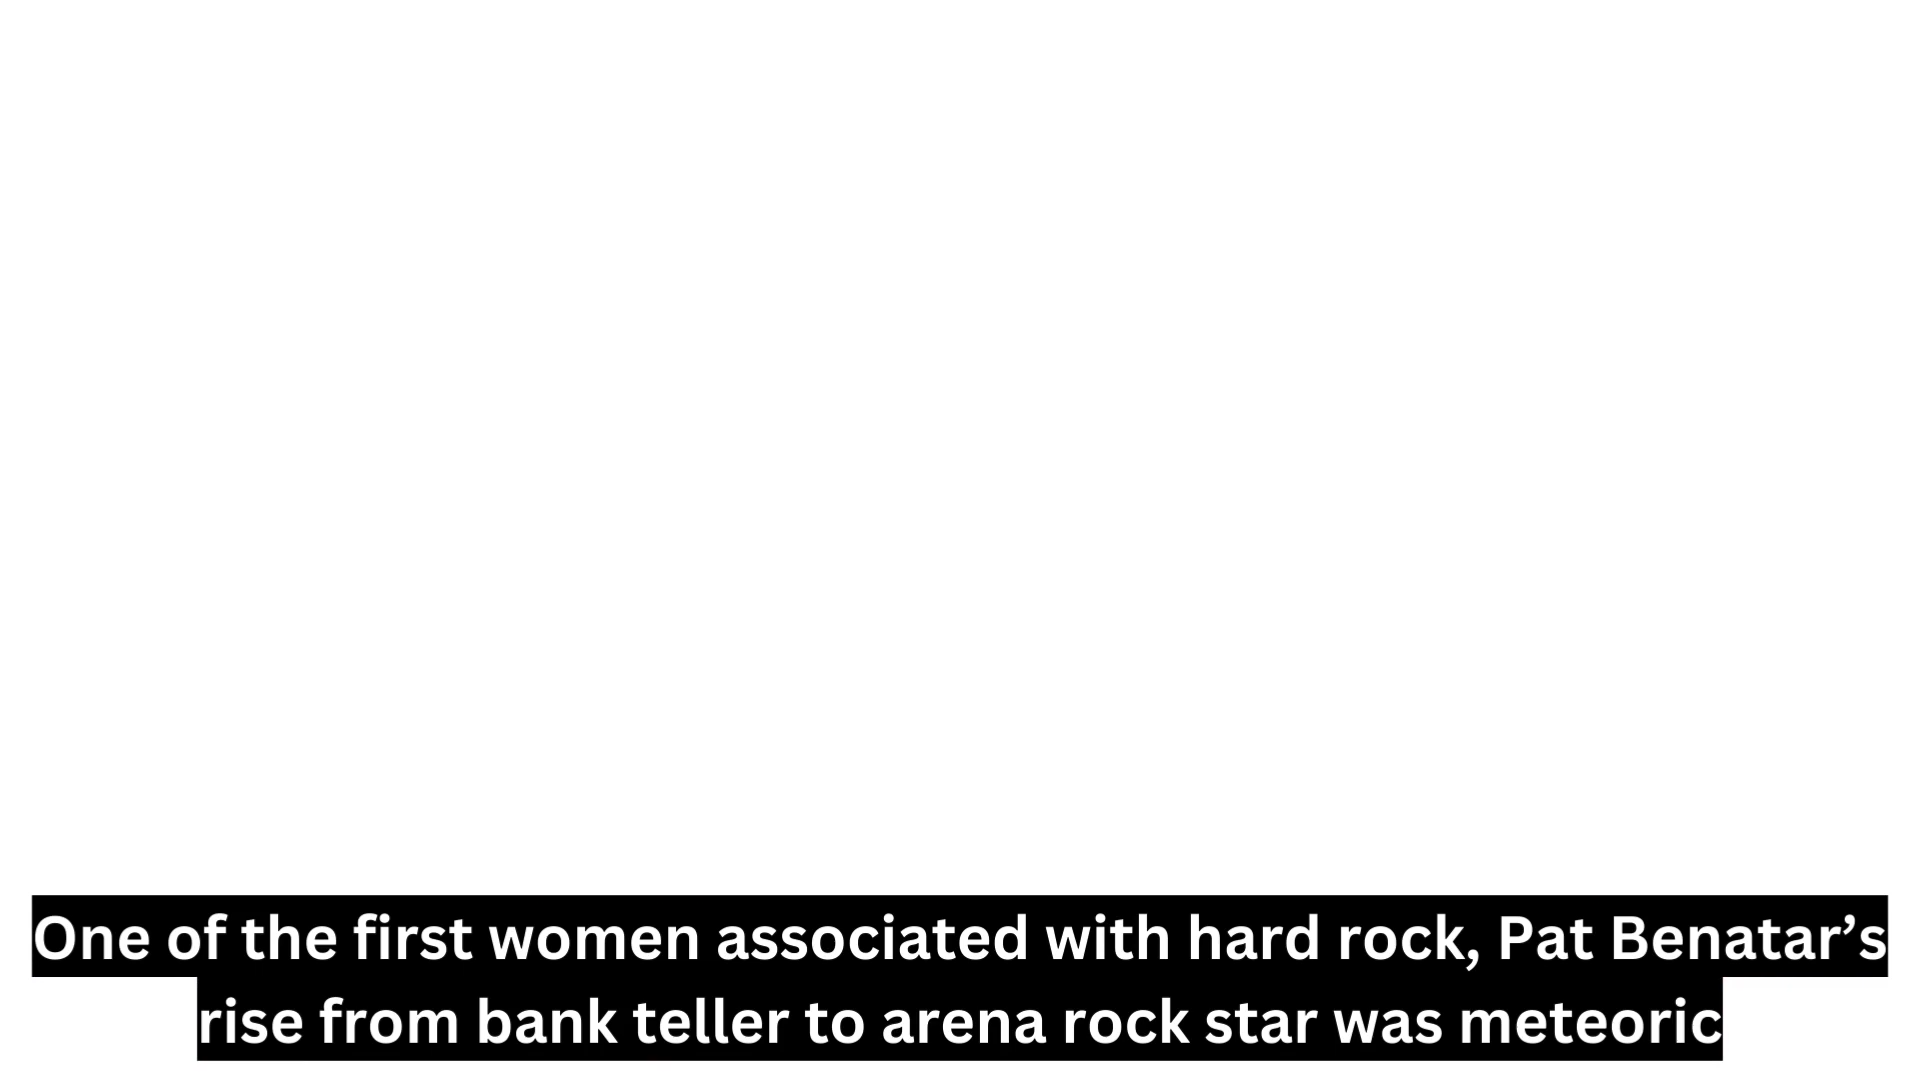 One of the first women associated with hard rock, Pat Benatar’s
rise from bank teller to arena rock star was meteoric